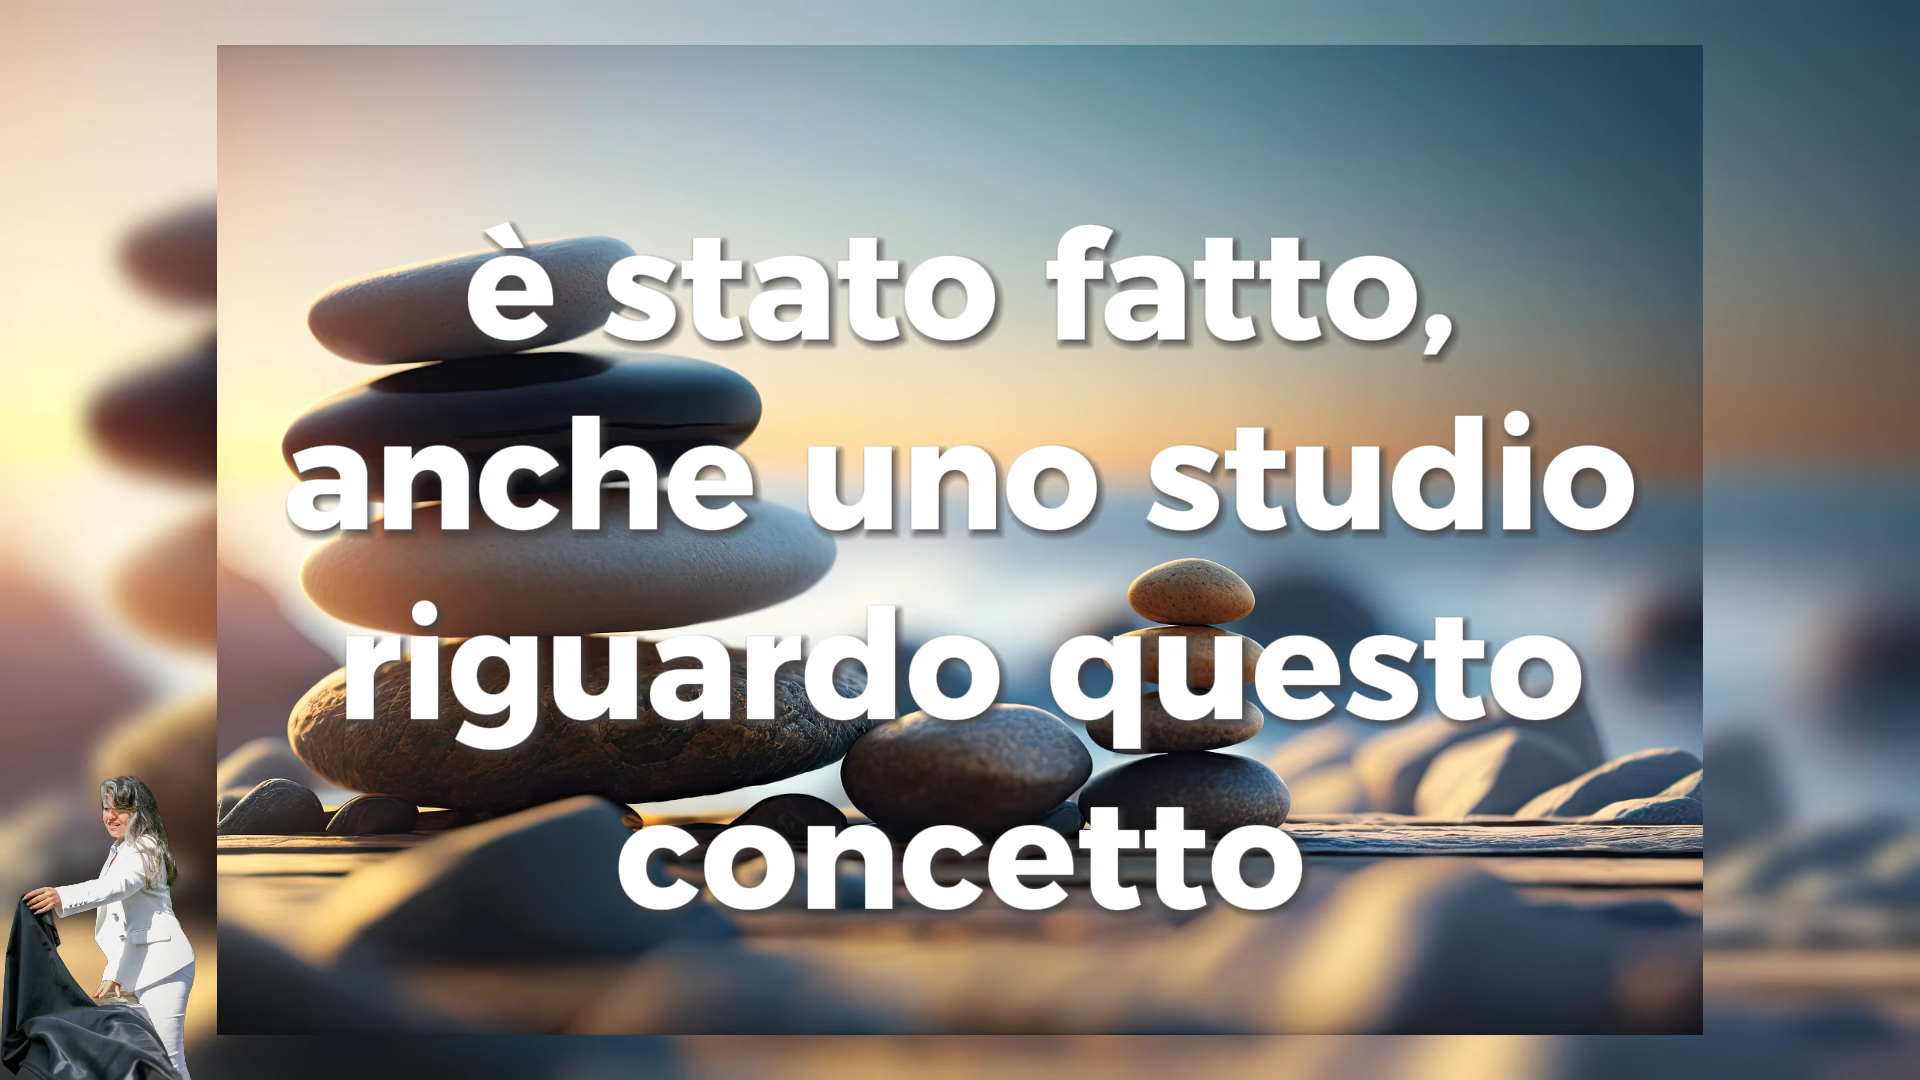 è stato fatto,
anche uno studio
riguardo questo
concetto